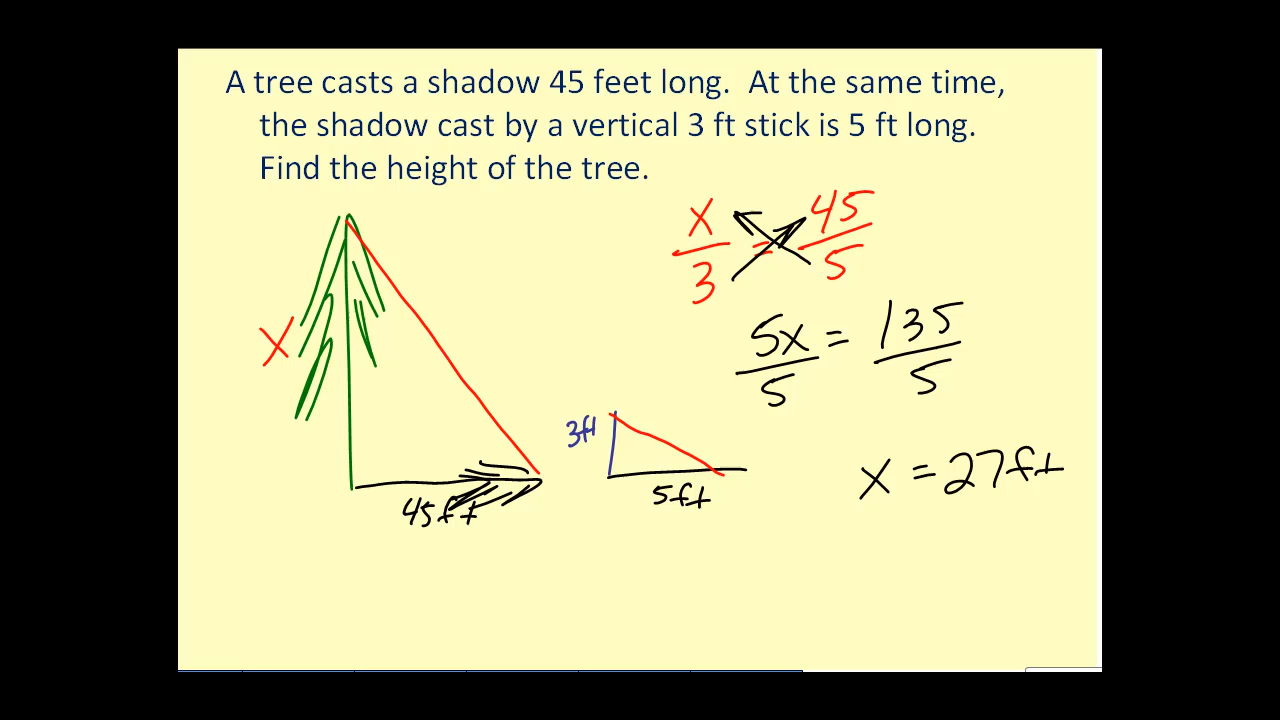 A tree casts a shadow 45 feet long. At the same time,
the shadow cast by a vertical 3 ft stick is 5 ft long.
Find the height of the tree.
x/3 = 45/5
5x/5 = 135/5
x
3ft
45ft
5ft
x = 27ft